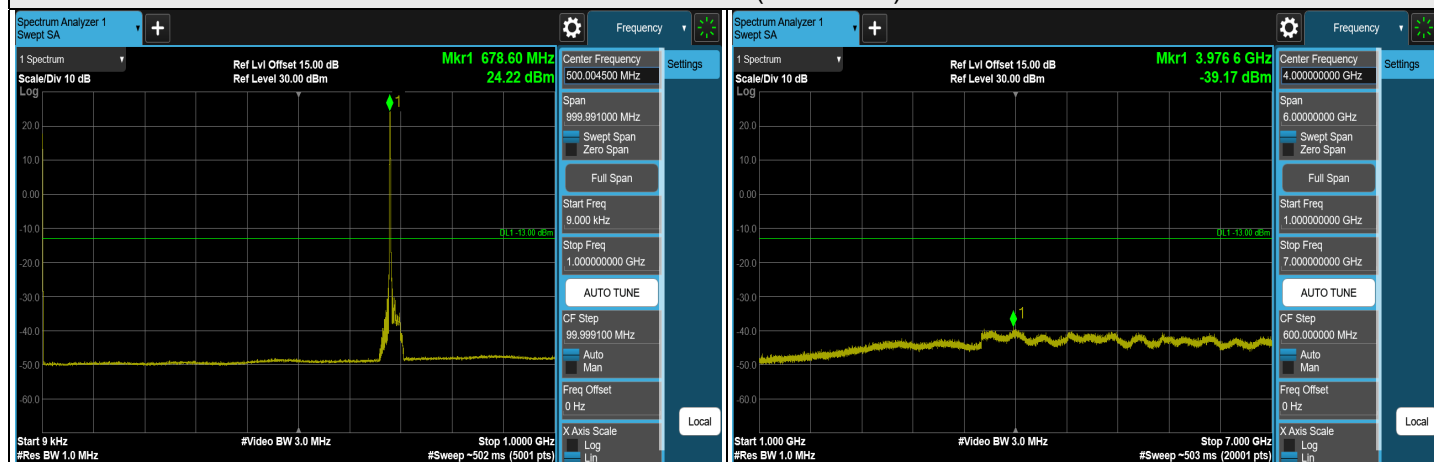 Spectrum Analyzer 1
Swept SA
+
Frequency
1 Spectrum
Scale/Div 10 dB
Log
Ref Lvl Offset 15.00 dB
Ref Level 30.00 dBm
Mkr1 678.60 MHz
24.22 dBm
1
20.0
10.0
0.00
-10.0
-20.0
-30.0
-40.0
-50.0
-60.0
DL1 -13.00 dBm
Start 9 kHz
#Res BW 1.0 MHz
#Video BW 3.0 MHz
Stop 1.0000 GHz
#Sweep ~502 ms (5001 pts)
Center Frequency
500.004500 MHz
Settings
Span
999.991000 MHz
Swept Span
Zero Span
Full Span
Start Freq
9.000 kHz
Stop Freq
1.000000000 GHz
AUTO TUNE
CF Step
99.999100 MHz
Auto
Man
Freq Offset
0 Hz
Local
X Axis Scale
Log
Lin
Spectrum Analyzer 1
Swept SA
+
Frequency
1 Spectrum
Scale/Div 10 dB
Log
Ref Lvl Offset 15.00 dB
Ref Level 30.00 dBm
Mkr1 3.976 6 GHz
-39.17 dBm
1
20.0
10.0
0.00
-10.0
-20.0
-30.0
-40.0
-50.0
-60.0
DL1 -13.00 dBm
Start 1.000 GHz
#Res BW 1.0 MHz
#Video BW 3.0 MHz
Stop 7.000 GHz
#Sweep ~503 ms (20001 pts)
Center Frequency
4.000000000 GHz
Settings
Span
6.00000000 GHz
Swept Span
Zero Span
Full Span
Start Freq
1.000000000 GHz
Stop Freq
7.000000000 GHz
AUTO TUNE
CF Step
600.000000 MHz
Auto
Man
Freq Offset
0 Hz
Local
X Axis Scale
Log
Lin